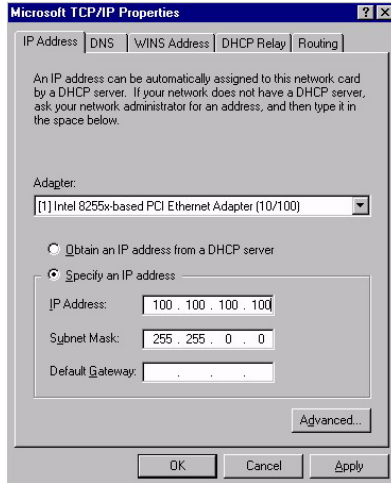 Microsoft TCP/IP Properties
IP Address DNS WINS Address DHCP Relay Routing
An IP address can be automatically assigned to this network card
by a DHCP server. If your network does not have a DHCP server,
ask your network administrator for an address, and then type it in
the space below.
Adapter:
[1] Intel 8255x-based PCI Ethernet Adapter (10/100)
Obtain an IP address from a DHCP server
Specify an IP address
IP Address: 100 . 100 . 100 . 100
Subnet Mask: 255 . 255 . 0 . 0
Default Gateway: . . .
Advanced...
OK Cancel Apply